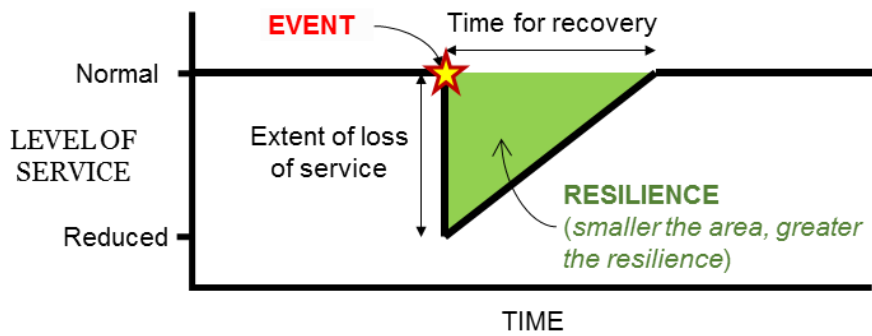 EVENT
Time for recovery
Normal
LEVEL OF
SERVICE
Extent of loss
of service
RESILIENCE
(smaller the area, greater
the resilience)
Reduced
TIME